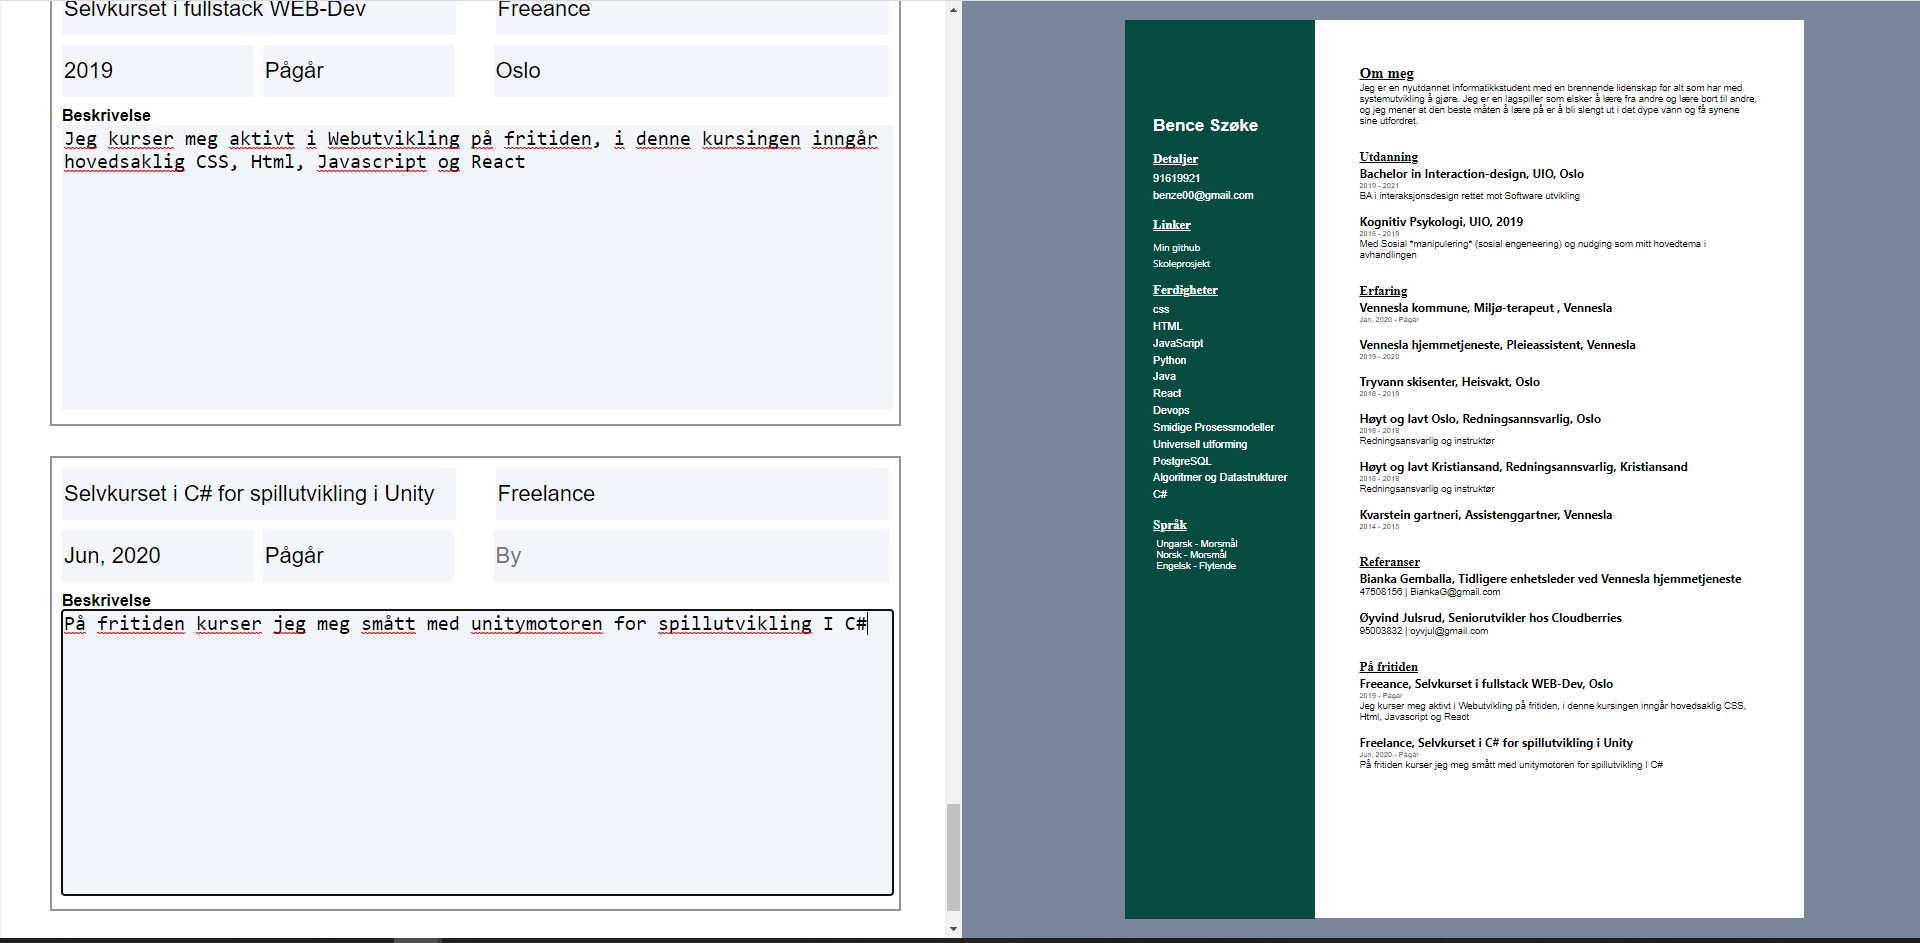 Selvkurset i fullstack WEB-Dev
Freeance
2019
Pågår
Oslo
Beskrivelse
Jeg kurser meg aktivt i Webutvikling på fritiden, i denne kursingen inngår
hovedsaklig CSS, Html, Javascript og React
Selvkurset i C# for spillutvikling i Unity
Freelance
Jun, 2020
Pågår
By
Beskrivelse
På fritiden kurser jeg meg smått med unitymotoren for spillutvikling I C#
Bence Szøke
Detaljer
91619921
benze00@gmail.com
Linker
Min github
Skoleprosjekt
Ferdigheter
css
HTML
JavaScript
Python
Java
React
Devops
Smidige Prosessmodeller
Universell utforming
PostgreSQL
Algoritmer og Datastrukturer
C#
Språk
Ungarsk - Morsmål
Norsk - Morsmål
Engelsk - Flytende
Om meg
Jeg er en nyutdannet informatikkstudent med en brennende lidenskap for alt som har med
systemutvikling å gjøre. Jeg er en lagspiller som elsker å lære fra andre og lære bort til andre,
og jeg mener at den beste måten å lære på er å bli slengt ut i det dype vann og få synene
sine utfordret.
Utdanning
Bachelor in Interaction-design, UIO, Oslo
2019 - 2021
BA i interaksjonsdesign rettet mot Software utvikling
Kognitiv Psykologi, UIO, 2019
2016 - 2019
Med Sosial *manipulering* (sosial engeneering) og nudging som mitt hovedtema i
avhandlingen
Erfaring
Vennesla kommune, Miljø-terapeut , Vennesla
Jan, 2020 - Pågår
Vennesla hjemmetjeneste, Pleieassistent, Vennesla
2019 - 2020
Tryvann skisenter, Heisvakt, Oslo
2018 - 2019
Høyt og lavt Oslo, Redningsannsvarlig, Oslo
2018 - 2018
Redningsansvarlig og instruktør
Høyt og lavt Kristiansand, Redningsannsvarlig, Kristiansand
2016 - 2018
Redningsansvarlig og instruktør
Kvarstein gartneri, Assistenggartner, Vennesla
2014 - 2015
Referanser
Bianka Gemballa, Tidligere enhetsleder ved Vennesla hjemmetjeneste
47508156 | BiankaG@gmail.com
Øyvind Julsrud, Seniorutvikler hos Cloudberries
95003832 | oyvjul@gmail.com
På fritiden
Freeance, Selvkurset i fullstack WEB-Dev, Oslo
2019 - Pågår
Jeg kurser meg aktivt i Webutvikling på fritiden, i denne kursingen inngår hovedsaklig CSS,
Html, Javascript og React
Freelance, Selvkurset i C# for spillutvikling i Unity
Jun, 2020 - Pågår
På fritiden kurser jeg meg smått med unitymotoren for spillutvikling I C#